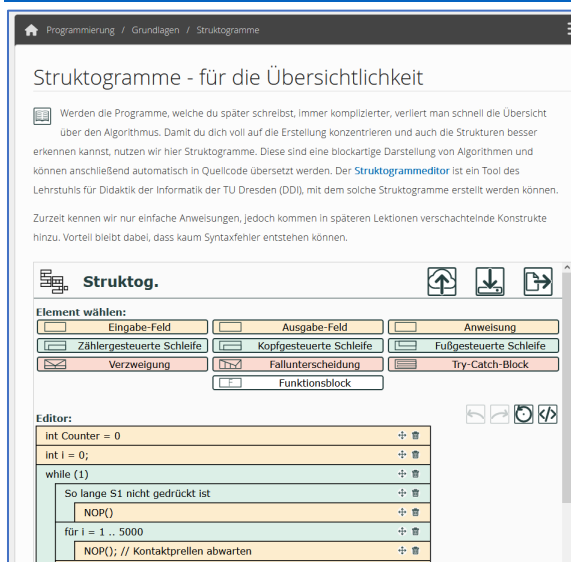 Programmierung / Grundlagen / Struktogramme
Struktogramme - für die Übersichtlichkeit
Werden die Programme, welche du später schreibst, immer komplizierter, verliert man schnell die Übersicht
über den Algorithmus. Damit du dich voll auf die Erstellung konzentrieren und auch die Strukturen besser
erkennen kannst, nutzen wir hier Struktogramme. Diese sind eine blockartige Darstellung von Algorithmen und
können anschließend automatisch in Quellcode übersetzt werden. Der Struktogrammeditor ist ein Tool des
Lehrstuhls für Didaktik der Informatik der TU Dresden (DDI), mit dem solche Struktogramme erstellt werden können.
Zurzeit kennen wir nur einfache Anweisungen, jedoch kommen in späteren Lektionen verschachtelnde Konstrukte
hinzu. Vorteil bleibt dabei, dass kaum Syntaxfehler entstehen können.
Struktog.
Element wählen:
Eingabe-Feld Ausgabe-Feld Anweisung
Zählergesteuerte Schleife Kopfgesteuerte Schleife Fußgesteuerte Schleife
Verzweigung Fallunterscheidung Try-Catch-Block
F Funktionsblock
Editor:
int Counter = 0
int i = 0;
while (1)
So lange S1 nicht gedrückt ist
NOP()
für i = 1 .. 5000
NOP(); // Kontaktprellen abwarten